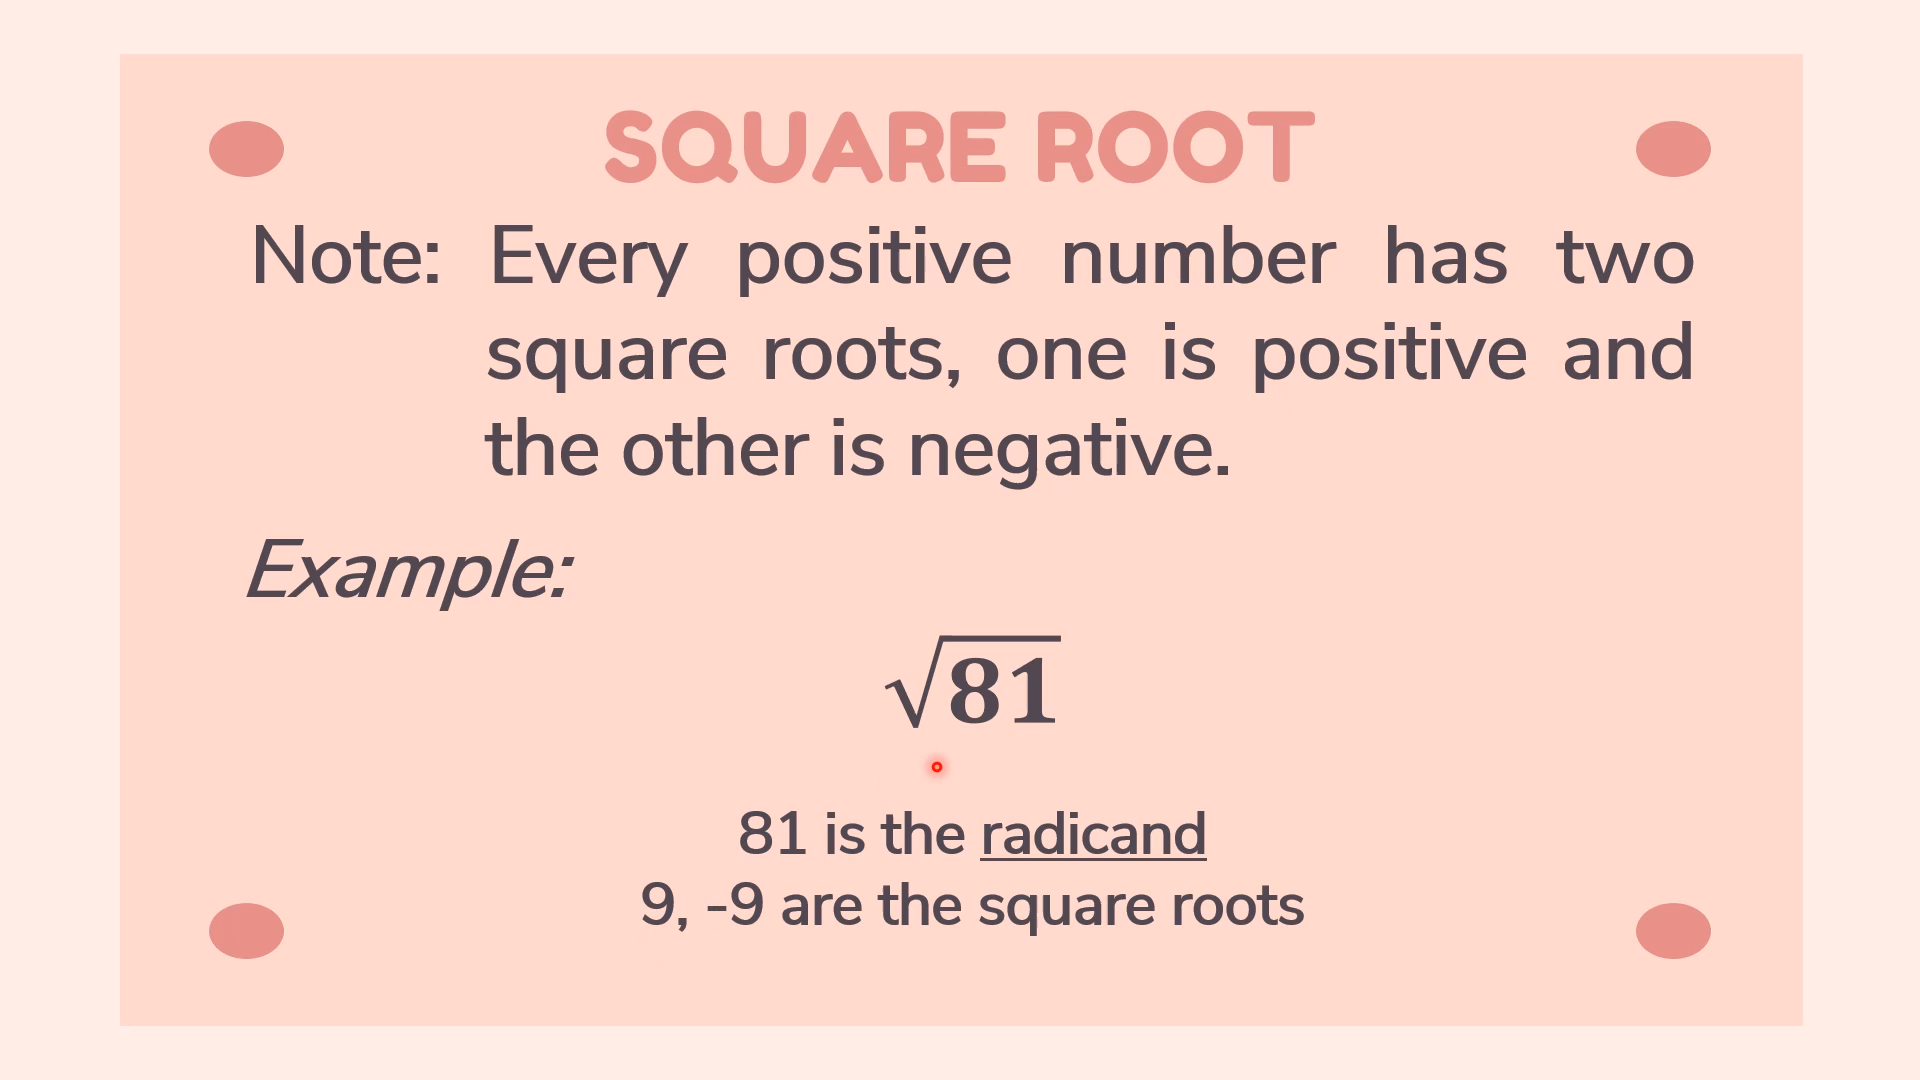 SQUARE ROOT
Note: Every positive number has two
square roots, one is positive and
the other is negative.
Example:
√81
81 is the radicand
9, -9 are the square roots